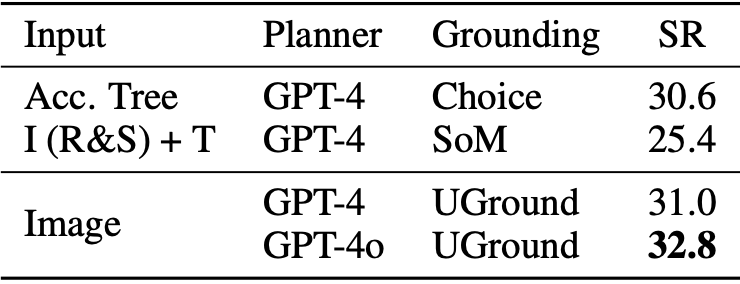 Input Planner Grounding SR
Acc. Tree GPT-4 Choice 30.6
I (R&S) + T GPT-4 SoM 25.4
Image GPT-4 UGround 31.0
GPT-4o UGround 32.8